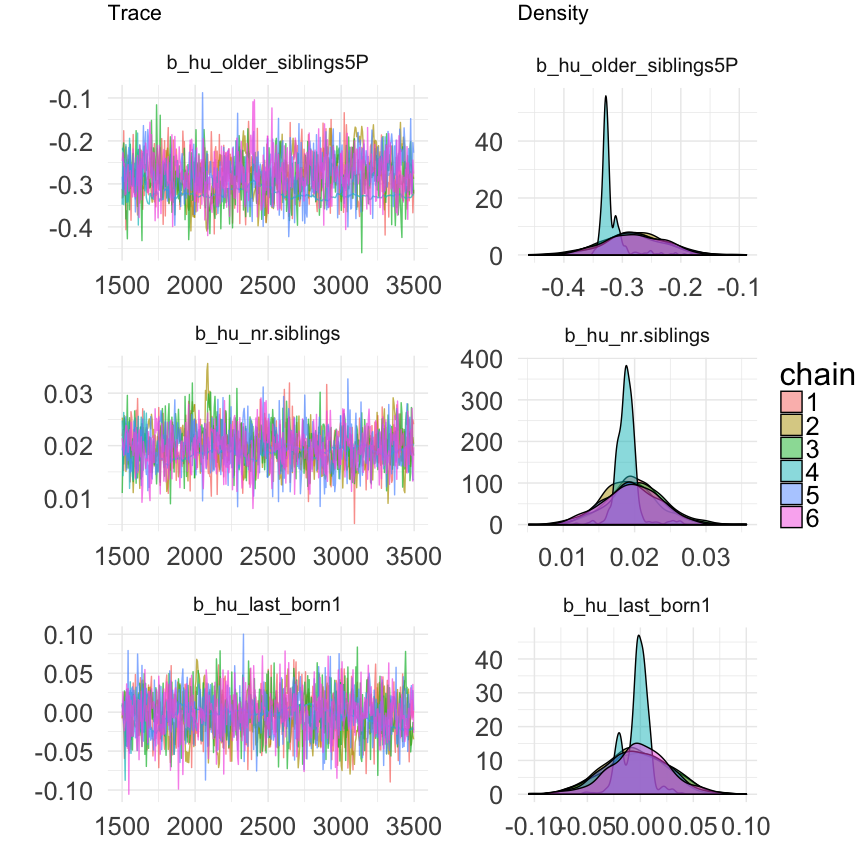 Trace
Density
b_hu_older_siblings5P
b_hu_older_siblings5P
-0.1
-0.2
-0.3
-0.4
1500 2000 2500 3000 3500
40
20
0
-0.4 -0.3 -0.2 -0.1
b_hu_nr.siblings
b_hu_nr.siblings
0.03
0.02
0.01
1500 2000 2500 3000 3500
400
300
200
100
0
0.01 0.02 0.03
chain
1
2
3
4
5
6
b_hu_last_born1
b_hu_last_born1
0.10
0.05
0.00
-0.05
-0.10
1500 2000 2500 3000 3500
40
30
20
10
0
-0.10 -0.05 0.00 0.05 0.10